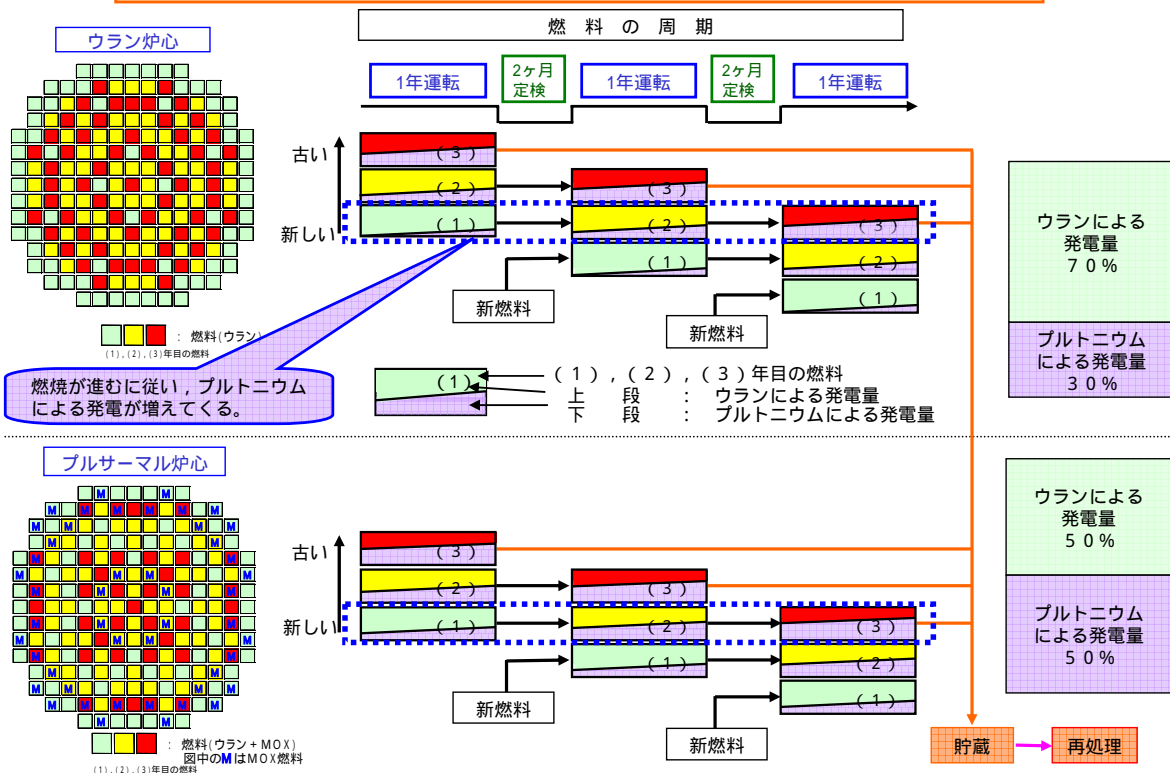 ウラン炉心
燃 料 の 周 期
1年運転
2ヶ月
定検
1年運転
2ヶ月
定検
1年運転
古い
新しい
(3)
(2)
(1)
(3)
(2)
(1)
(3)
(2)
(1)
新燃料
新燃料
ウランによる
発電量
70%
プルトニウム
による発電量
30%
: 燃料(ウラン)
(1),(2),(3)年目の燃料
燃焼が進むに従い,プルトニウム
による発電が増えてくる。
(1)
(1),(2),(3)年目の燃料
上 段 : ウランによる発電量
下 段 : プルトニウムによる発電量
プルサーマル炉心
M M
M M M M M M M M
M M M M
M M
M M
M M M M
M M M M
M M M M
M M M M
M M
M M M M
M M M M M M M M
M M
古い
新しい
(3)
(2)
(1)
(3)
(2)
(1)
(3)
(2)
(1)
新燃料
新燃料
ウランによる
発電量
50%
プルトニウム
による発電量
50%
: 燃料(ウラン+MOX)
図中のMはMOX燃料
(1),(2),(3)年目の燃料
貯蔵
再処理